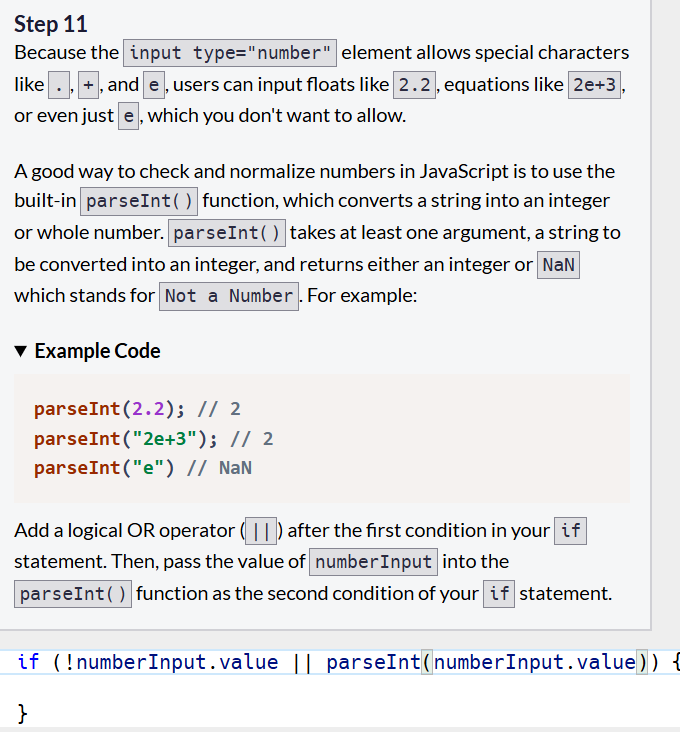 Step 11
Because the input type="number" element allows special characters
like ., +, and e, users can input floats like 2.2, equations like 2e+3,
or even just e, which you don't want to allow.
A good way to check and normalize numbers in JavaScript is to use the
built-in parseInt() function, which converts a string into an integer
or whole number. parseInt() takes at least one argument, a string to
be converted into an integer, and returns either an integer or NaN
which stands for Not a Number. For example:
▼ Example Code
parseInt(2.2); // 2
parseInt("2e+3"); // 2
parseInt("e") // NaN
Add a logical OR operator (||) after the first condition in your if
statement. Then, pass the value of numberInput into the
parseInt() function as the second condition of your if statement.
if (!numberInput.value || parseInt(numberInput.value)) {
}